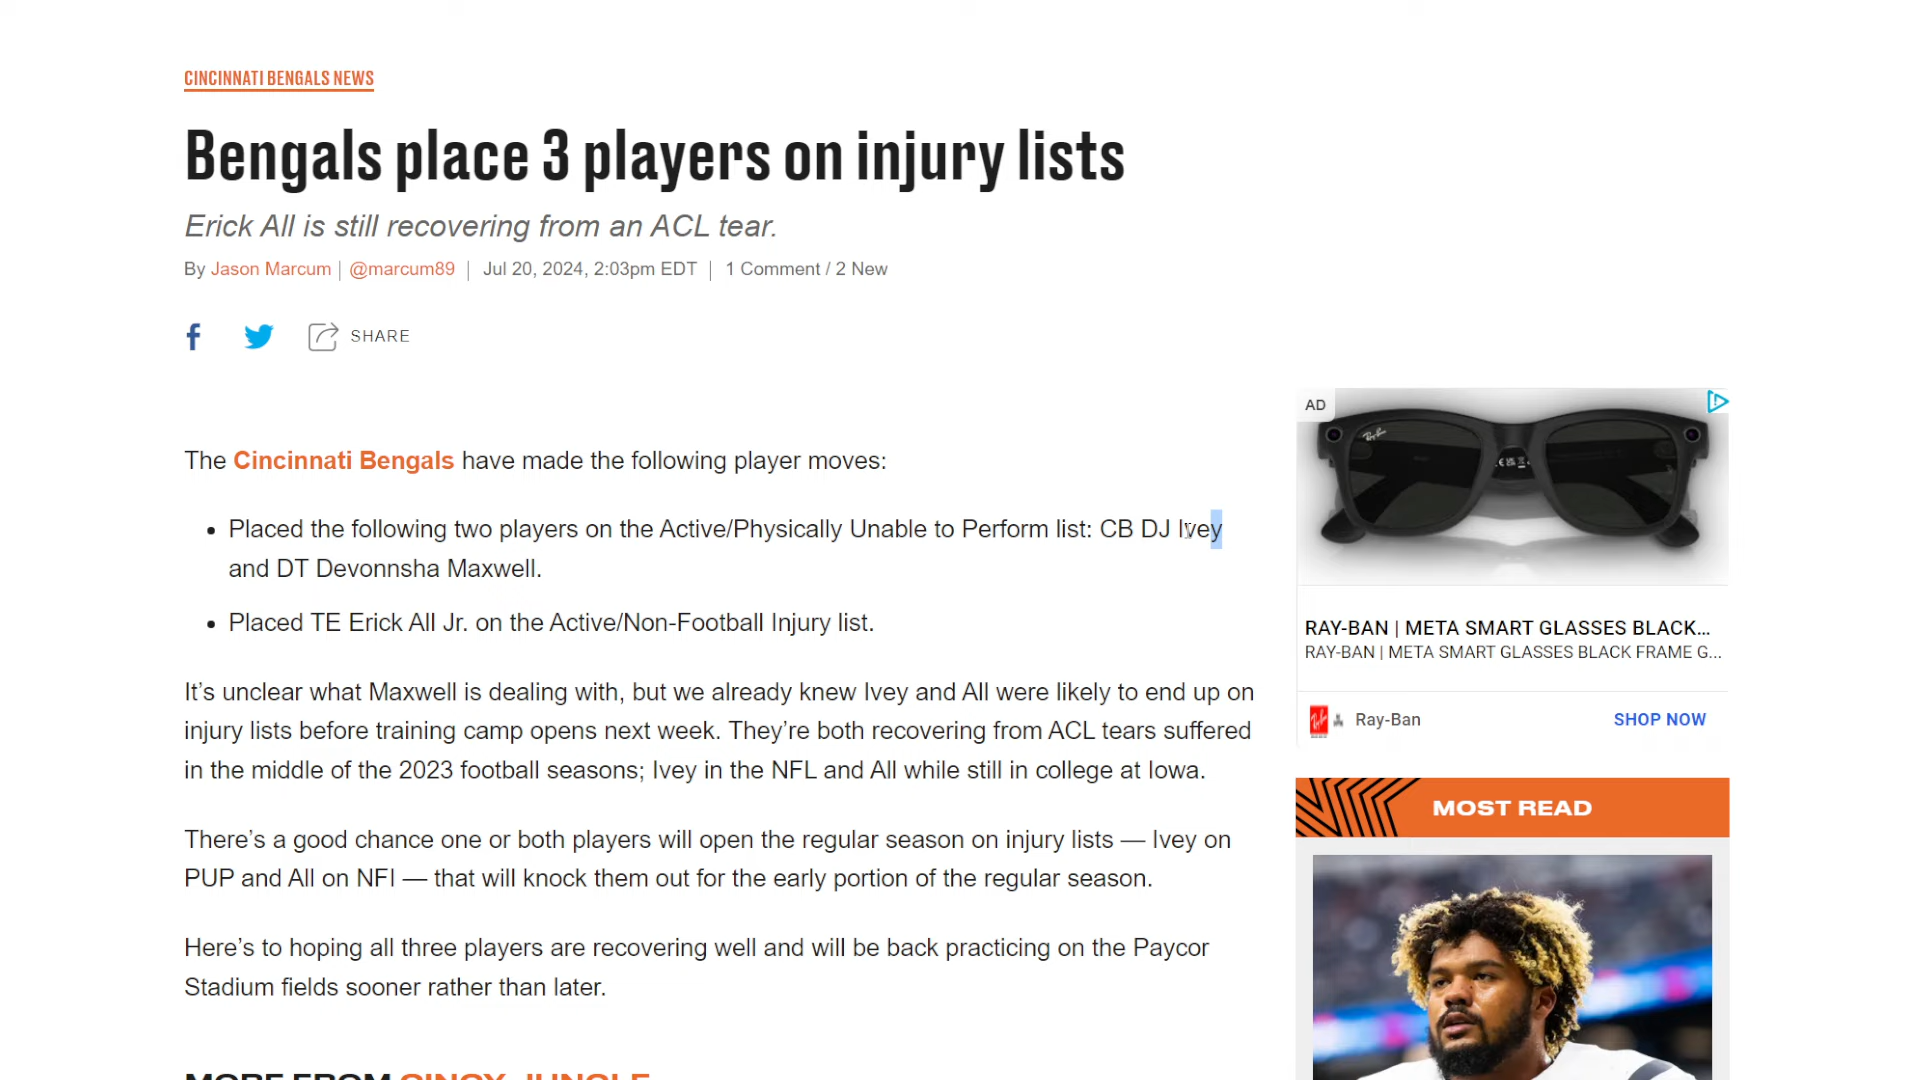 CINCINNATI BENGALS NEWS
Bengals place 3 players on injury lists
Erick All is still recovering from an ACL tear.
By Jason Marcum | @marcum89 | Jul 20, 2024, 2:03pm EDT | 1 Comment / 2 New
SHARE
The Cincinnati Bengals have made the following player moves:
• Placed the following two players on the Active/Physically Unable to Perform list: CB DJ Ivey
and DT Devonnsha Maxwell.
• Placed TE Erick All Jr. on the Active/Non-Football Injury list.
It’s unclear what Maxwell is dealing with, but we already knew Ivey and All were likely to end up on
injury lists before training camp opens next week. They’re both recovering from ACL tears suffered
in the middle of the 2023 football seasons; Ivey in the NFL and All while still in college at Iowa.
There’s a good chance one or both players will open the regular season on injury lists — Ivey on
PUP and All on NFI — that will knock them out for the early portion of the regular season.
Here’s to hoping all three players are recovering well and will be back practicing on the Paycor
Stadium fields sooner rather than later.
MORE FROM CINCY JUNGLE
AD
Ray-Ban
RAY-BAN | META SMART GLASSES BLACK...
RAY-BAN | META SMART GLASSES BLACK FRAME G...
Ray-Ban
SHOP NOW
MOST READ